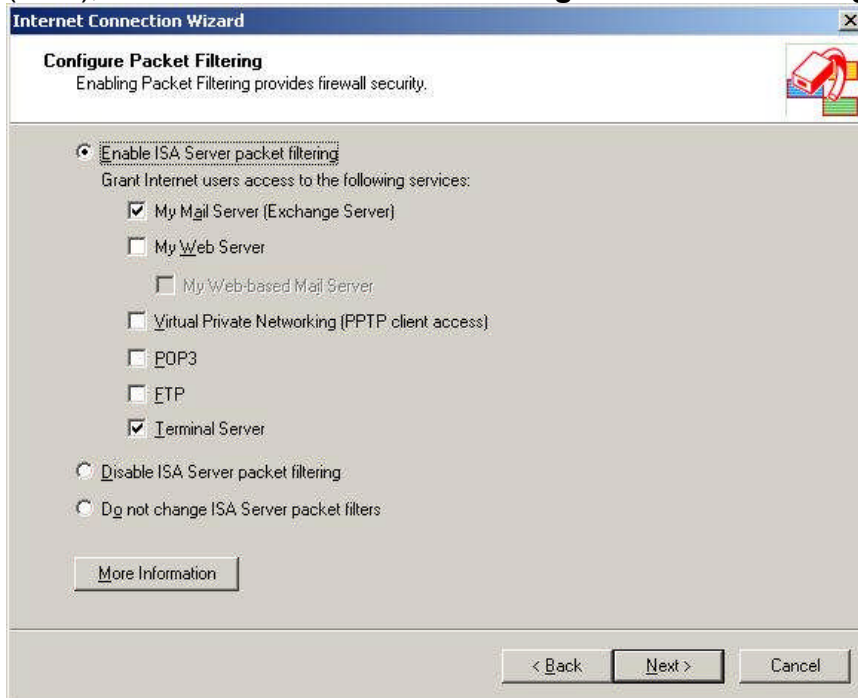 Internet Connection Wizard
Configure Packet Filtering
Enabling Packet Filtering provides firewall security.
Enable ISA Server packet filtering
Grant Internet users access to the following services:
My Mail Server (Exchange Server)
My Web Server
My Web-based Mail Server
Virtual Private Networking (PPTP client access)
POP3
FTP
Terminal Server
Disable ISA Server packet filtering
Do not change ISA Server packet filters
More Information
< Back Next > Cancel